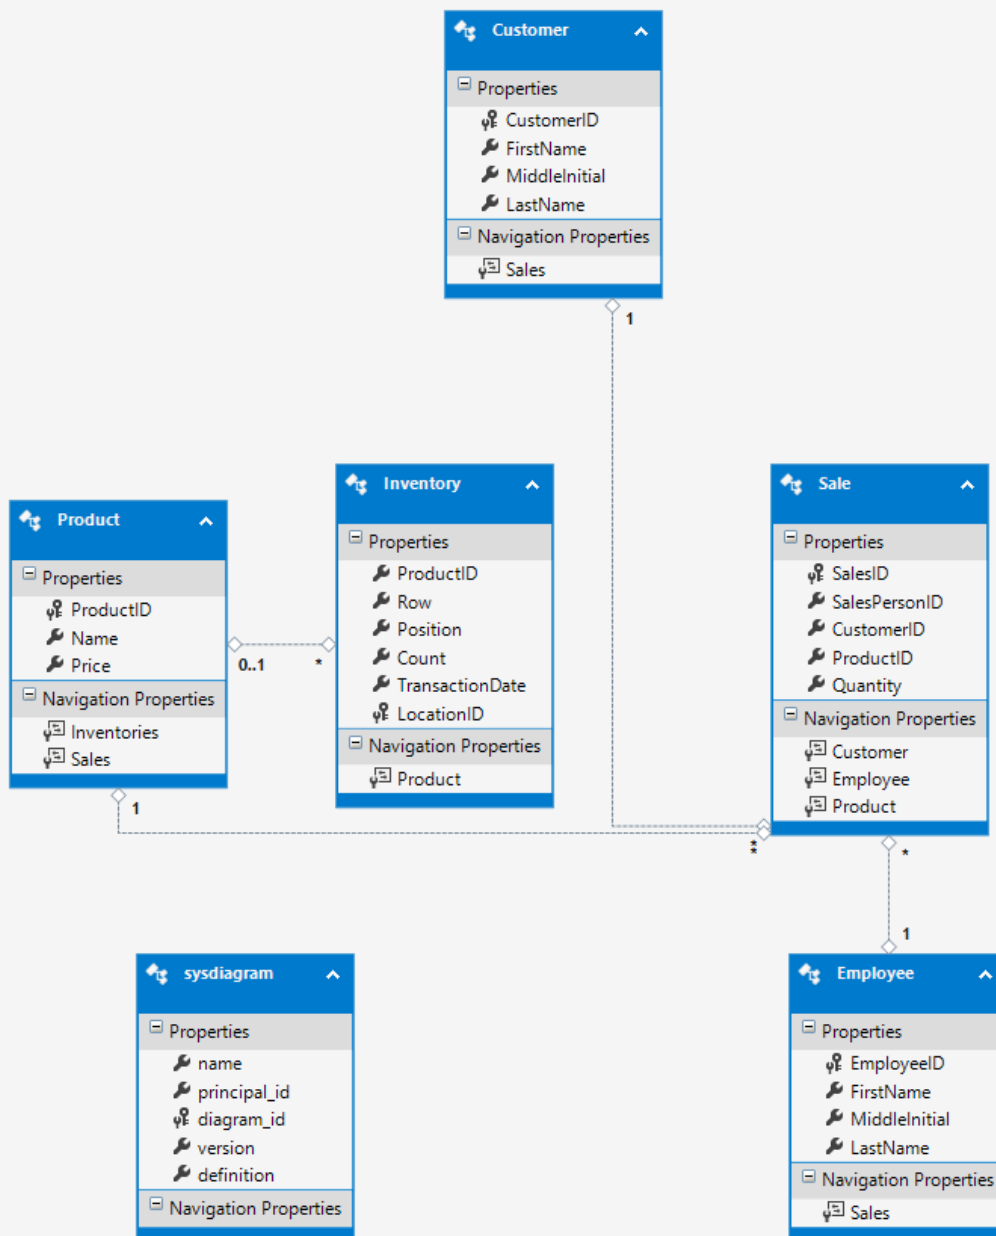 Customer
Properties
CustomerID
FirstName
MiddleInitial
LastName
Navigation Properties
Sales
1
Product
Properties
ProductID
Name
Price
Navigation Properties
Inventories
Sales
0..1
*
1
Inventory
Properties
ProductID
Row
Position
Count
TransactionDate
LocationID
Navigation Properties
Product
Sale
Properties
SalesID
SalesPersonID
CustomerID
ProductID
Quantity
Navigation Properties
Customer
Employee
Product
*
*
*
1
sysdiagram
Properties
name
principal_id
diagram_id
version
definition
Navigation Properties
Employee
Properties
EmployeeID
FirstName
MiddleInitial
LastName
Navigation Properties
Sales